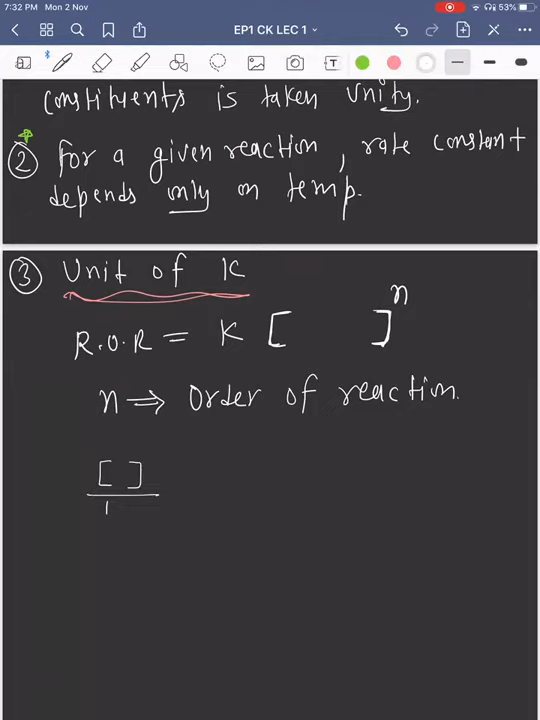 7:32 PM Mon 2 Nov 53%
EP1 CK LEC 1
T
constituents is taken unity.
② for a given reaction, rate constant
depends only on temp.
③ Unit of K
R.O.R = K [ ]^n
n ⇒ Order of reaction.
[ ]